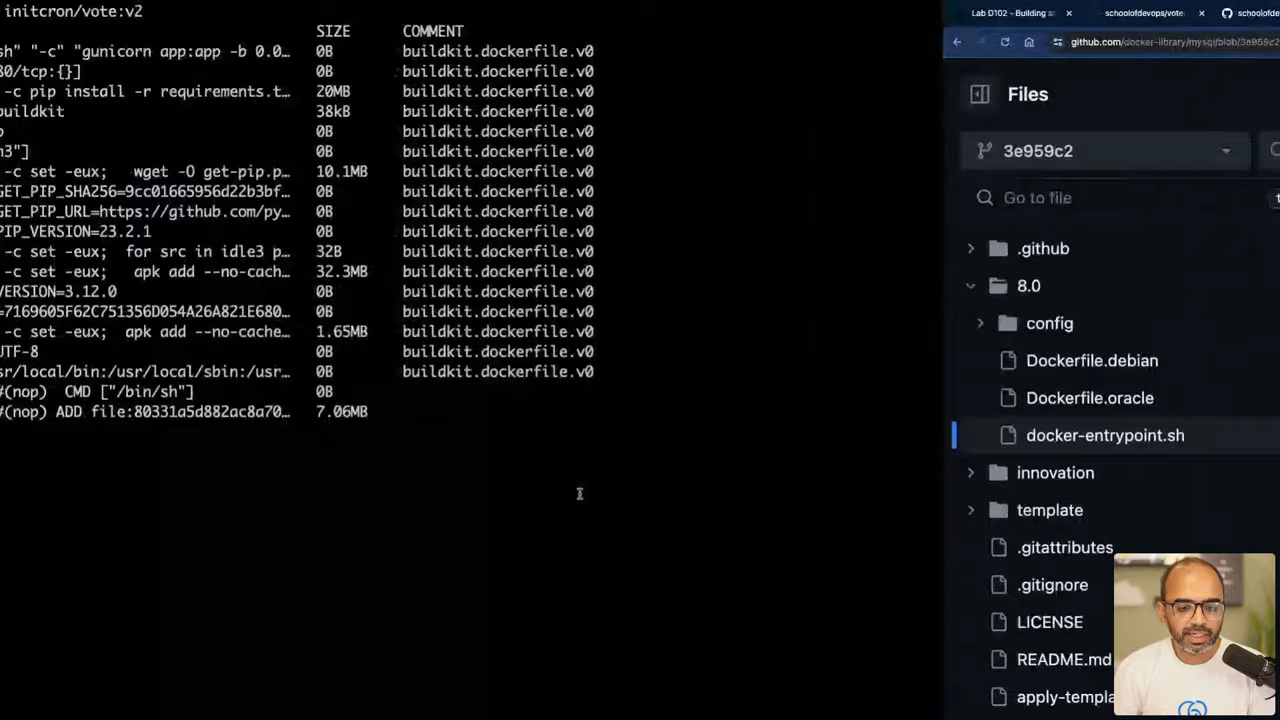 initcron/vote:v2
SIZE COMMENT
sh" "-c" "gunicorn app:app -b 0.0… 0B buildkit.dockerfile.v0
80/tcp:{}] 0B buildkit.dockerfile.v0
-c pip install -r requirements.t… 20MB buildkit.dockerfile.v0
buildkit 38kB buildkit.dockerfile.v0
0B buildkit.dockerfile.v0
n3"] 0B buildkit.dockerfile.v0
-c set -eux; wget -O get-pip.p… 10.1MB buildkit.dockerfile.v0
GET_PIP_SHA256=9cc01665956d22b3bf… 0B buildkit.dockerfile.v0
GET_PIP_URL=https://github.com/py… 0B buildkit.dockerfile.v0
PIP_VERSION=23.2.1 0B buildkit.dockerfile.v0
-c set -eux; for src in idle3 p… 32B buildkit.dockerfile.v0
-c set -eux; apk add --no-cach… 32.3MB buildkit.dockerfile.v0
VERSION=3.12.0 0B buildkit.dockerfile.v0
=7169605F62C751356D054A26A821E680… 0B buildkit.dockerfile.v0
-c set -eux; apk add --no-cache… 1.65MB buildkit.dockerfile.v0
UTF-8 0B buildkit.dockerfile.v0
sr/local/bin:/usr/local/sbin:/usr… 0B buildkit.dockerfile.v0
#(nop) CMD ["/bin/sh"] 0B
#(nop) ADD file:80331a5d882ac8a70… 7.06MB
Lab D102 - Building a
schoolofdevops/vote:
schoolofde
github.com/docker-library/mysql/blob/3e959c2
Files
3e959c2
Go to file
.github
8.0
config
Dockerfile.debian
Dockerfile.oracle
docker-entrypoint.sh
innovation
template
.gitattributes
.gitignore
LICENSE
README.md
apply-templa